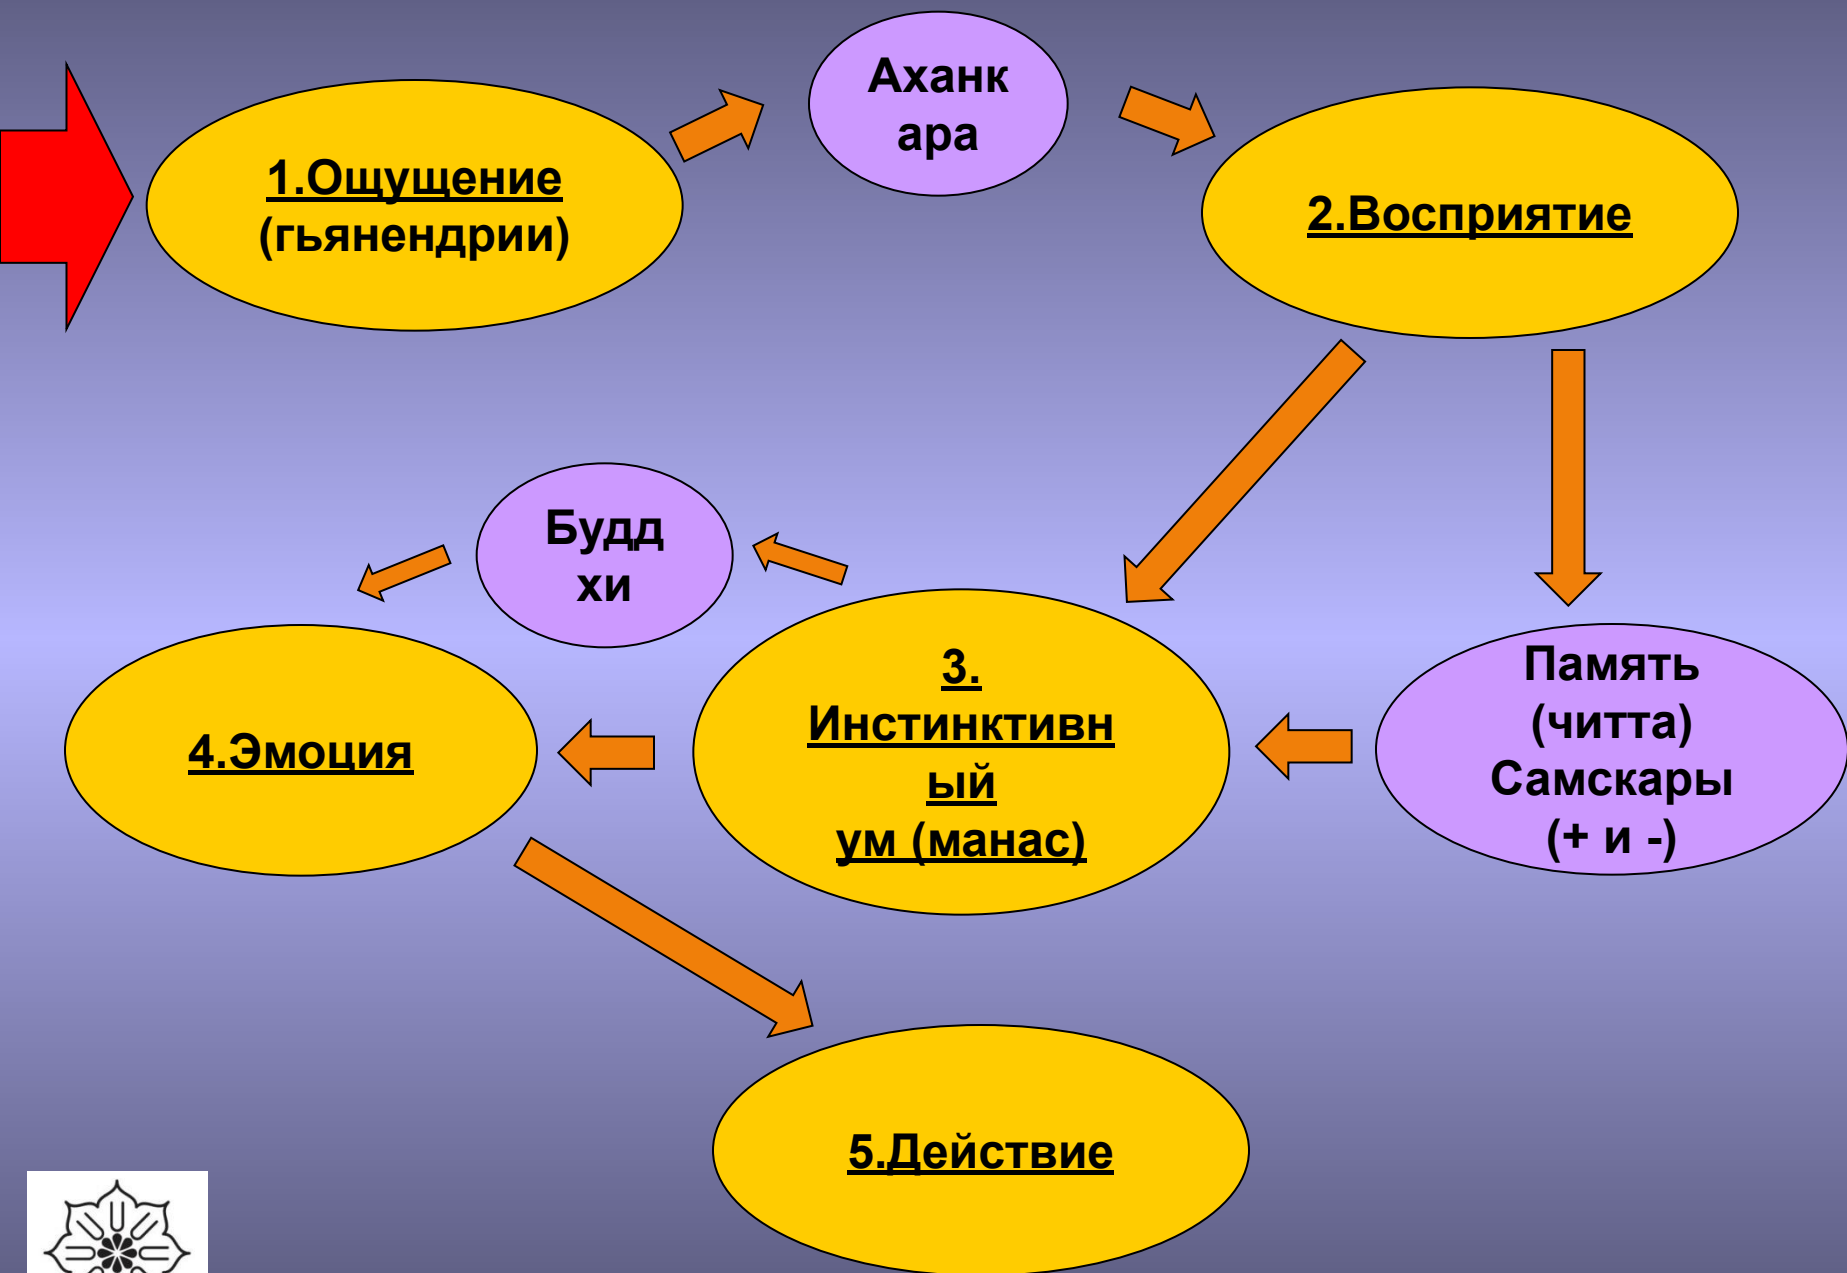 Аханк
ара
1.Ощущение
(гьянендрии)
2.Восприятие
Будд
хи
3.
Инстинктивн
ый
ум (манас)
Память
(читта)
Самскары
(+ и -)
4.Эмоция
5.Действие